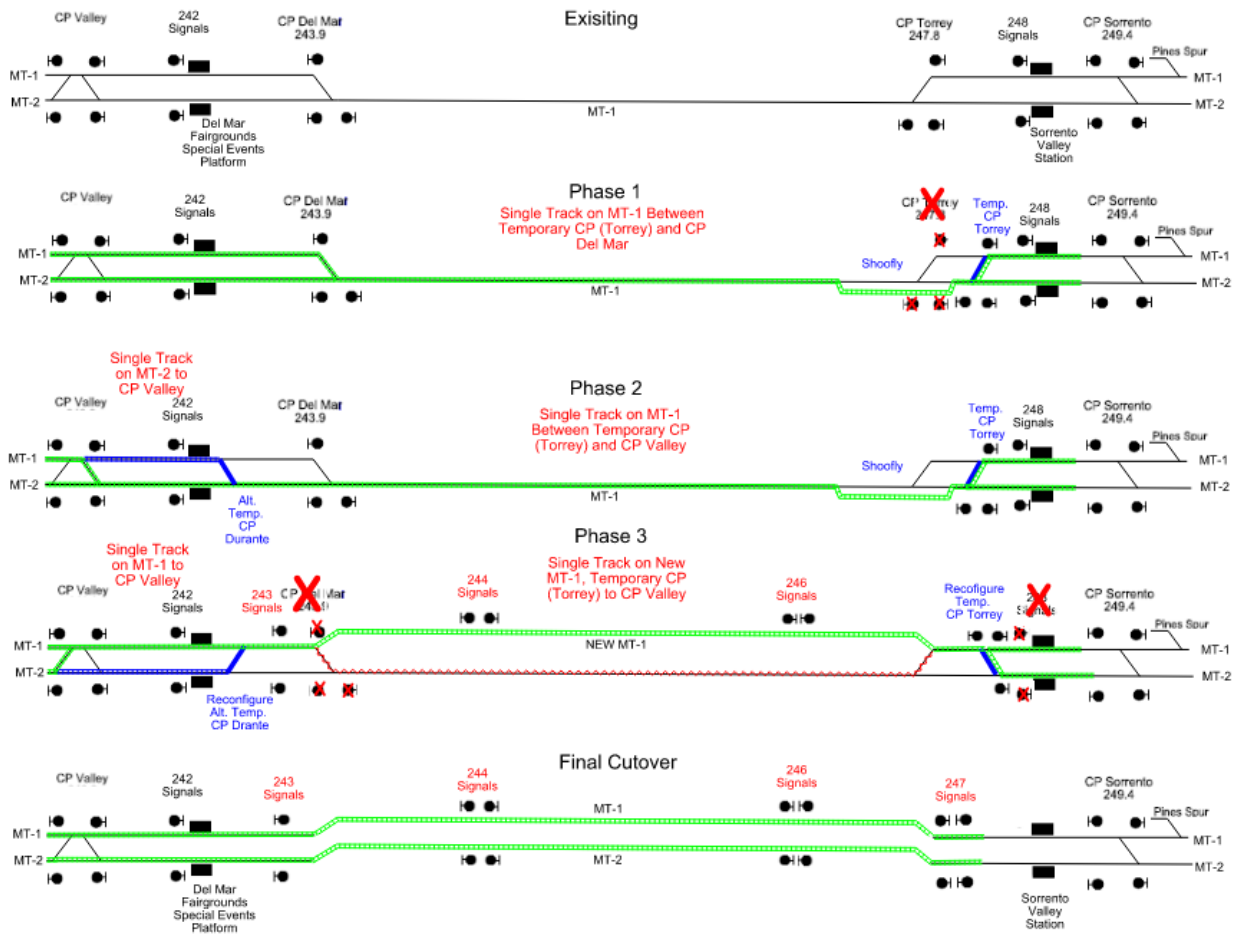 Exisiting
CP Valley
242
Signals
CP Del Mar
243.9
CP Torrey
247.8
248
Signals
CP Sorrento
249.4
Pines Spur
MT-1
MT-1
MT-2
MT-2
MT-1
Del Mar
Fairgrounds
Special Events
Platform
Sorrento
Valley
Station
Phase 1
Single Track on MT-1 Between
Temporary CP (Torrey) and CP
Del Mar
CP Valley
242
Signals
CP Del Mar
243.9
CP Torrey
Temp.
CP
Torrey
248
Signals
CP Sorrento
249.4
Pines Spur
MT-1
Shoofly
MT-1
MT-2
MT-1
MT-2
Single Track
on MT-2 to
CP Valley
Phase 2
Single Track on MT-1
Between Temporary CP
(Torrey) and CP Valley
CP Valley
242
Signals
CP Del Mar
243.9
Temp.
CP
Torrey
248
Signals
CP Sorrento
249.4
Pines Spur
MT-1
Shoofly
MT-1
MT-2
MT-1
MT-2
Alt.
Temp.
CP
Durante
Single Track
on MT-1 to
CP Valley
Phase 3
Single Track on New
MT-1, Temporary CP
(Torrey) to CP Valley
CP Valley
242
Signals
243
Signals
CP Del Mar
244
Signals
246
Signals
Reconfigure
Temp.
CP Torrey
Signals
CP Sorrento
249.4
Pines Spur
MT-1
NEW MT-1
MT-1
MT-2
MT-2
Reconfigure
Alt. Temp.
CP Drante
Final Cutover
CP Valley
242
Signals
243
Signals
244
Signals
246
Signals
247
Signals
CP Sorrento
249.4
Pines Spur
MT-1
MT-1
MT-1
MT-2
MT-2
MT-2
Del Mar
Fairgrounds
Special Events
Platform
Sorrento
Valley
Station